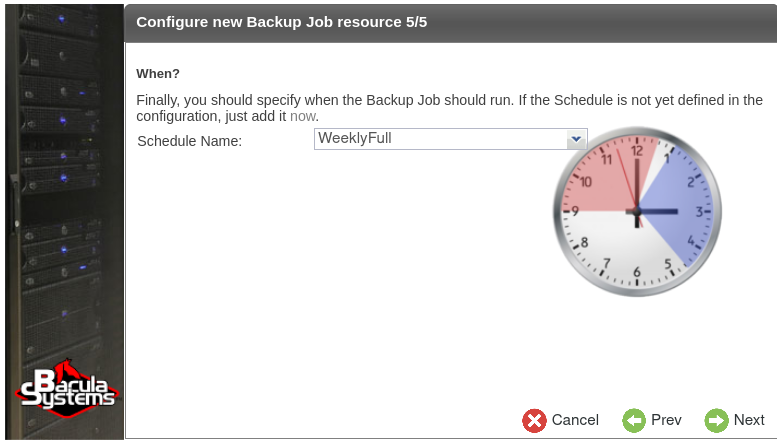 Configure new Backup Job resource 5/5
When?
Finally, you should specify when the Backup Job should run. If the Schedule is not yet defined in the
configuration, just add it now.
Schedule Name: WeeklyFull
12
11 1
10 2
9 3
8 4
7 5
6
Bacula
Systems
Cancel Prev Next